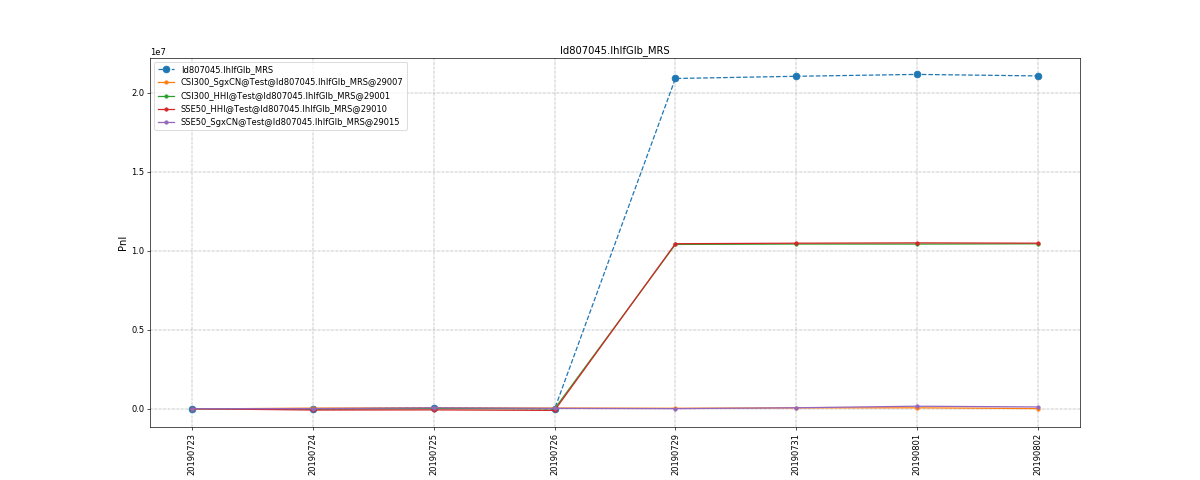 Id807045.IhIfGlb_MRS
1e7
Id807045.IhIfGlb_MRS
CSI300_SgxCN@Test@Id807045.IhIfGlb_MRS@29007
CSI300_HHI@Test@Id807045.IhIfGlb_MRS@29001
SSE50_HHI@Test@Id807045.IhIfGlb_MRS@29010
SSE50_SgxCN@Test@Id807045.IhIfGlb_MRS@29015
2.0
1.5
1.0
0.5
0.0
Pnl
20190723
20190724
20190725
20190726
20190729
20190731
20190801
20190802